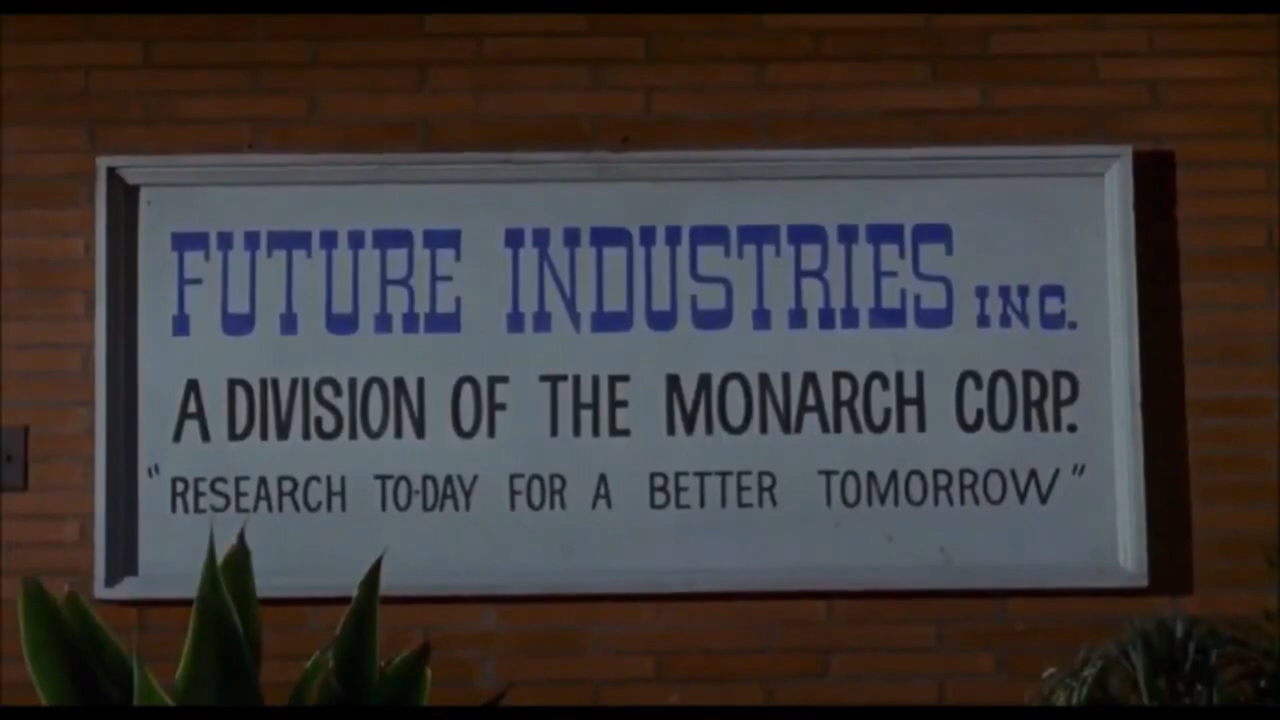 FUTURE INDUSTRIES INC.
A DIVISION OF THE MONARCH CORP.
"RESEARCH TO-DAY FOR A BETTER TOMORROW"